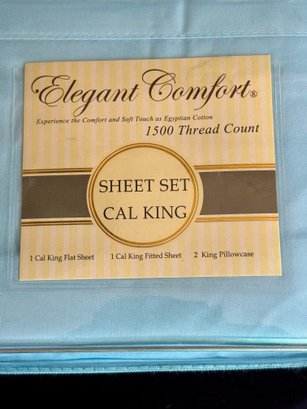 Elegant Comfort®
Experience the Comfort and Soft Touch as Egyptian Cotton
1500 Thread Count
SHEET SET
CAL KING
1 Cal King Flat Sheet 1 Cal King Fitted Sheet 2 King Pillowcase